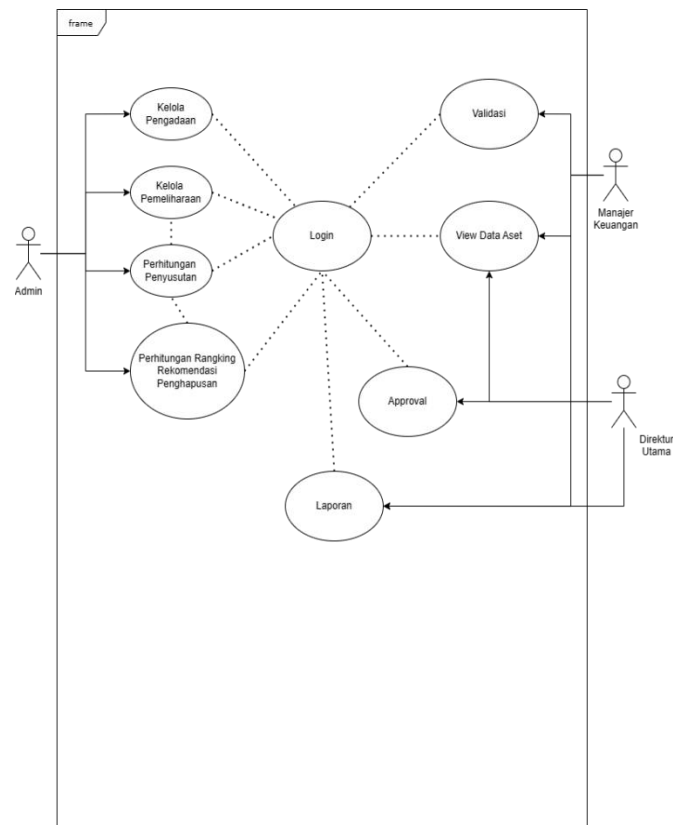 frame
Kelola
Pengadaan
Validasi
Kelola
Pemeliharaan
Manajer
Keuangan
Login
View Data Aset
Admin
Perhitungan
Penyusutan
Perhitungan Rangking
Rekomendasi
Penghapusan
Approval
Direktur
Utama
Laporan